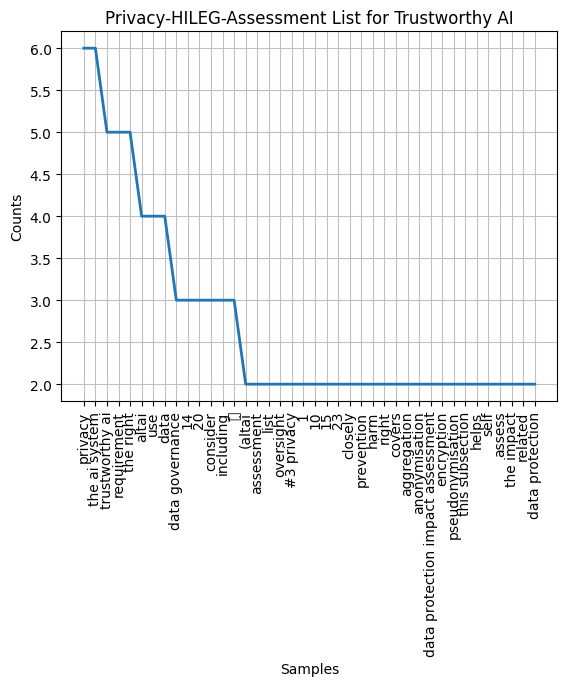 Privacy-HILEG-Assessment List for Trustworthy AI
Counts
6.0
5.5
5.0
4.5
4.0
3.5
3.0
2.5
2.0
privacy
the ai system
trustworthy ai
requirement
the right
altai
use
data
data governance
14
20
consider
including
(altai
assessment
list
oversight
#3 privacy
1
10
15
23
closely
prevention
harm
right
covers
aggregation
anonymisation
data protection impact assessment
encryption
pseudonymisation
this subsection
helps
self
assess
the impact
related
data protection
Samples